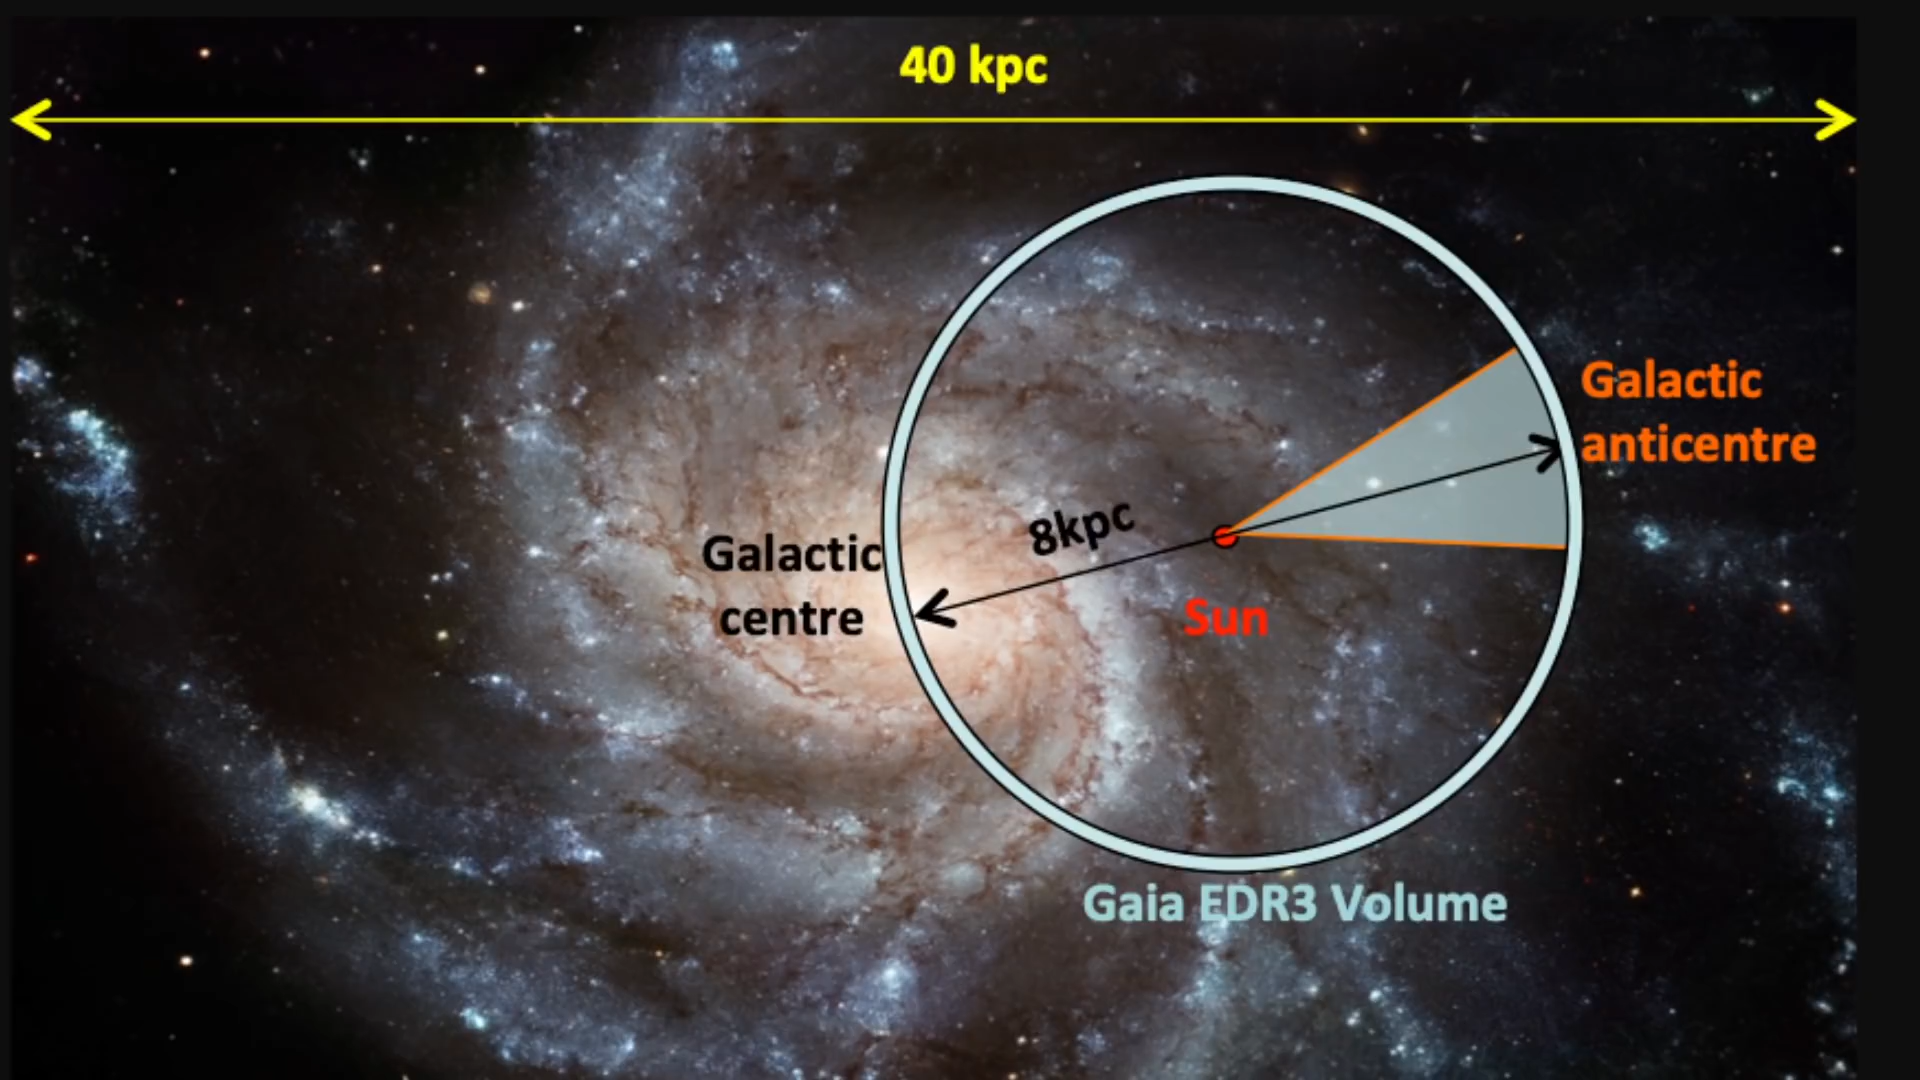 40 kpc
Galactic
anticentre
8kpc
Galactic
centre
Sun
Gaia EDR3 Volume